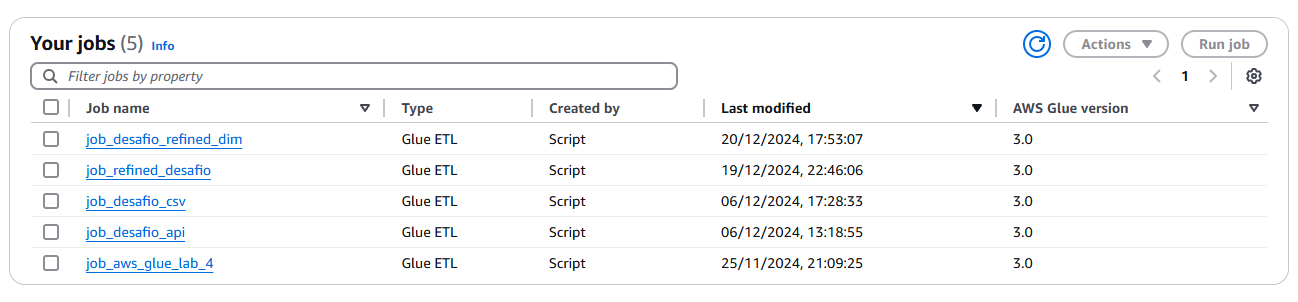 Your jobs (5) Info Actions Run job
Filter jobs by property 1
Job name Type Created by Last modified AWS Glue version
job_desafio_refined_dim Glue ETL Script 20/12/2024, 17:53:07 3.0
job_refined_desafio Glue ETL Script 19/12/2024, 22:46:06 3.0
job_desafio_csv Glue ETL Script 06/12/2024, 17:28:33 3.0
job_desafio_api Glue ETL Script 06/12/2024, 13:18:55 3.0
job_aws_glue_lab_4 Glue ETL Script 25/11/2024, 21:09:25 3.0